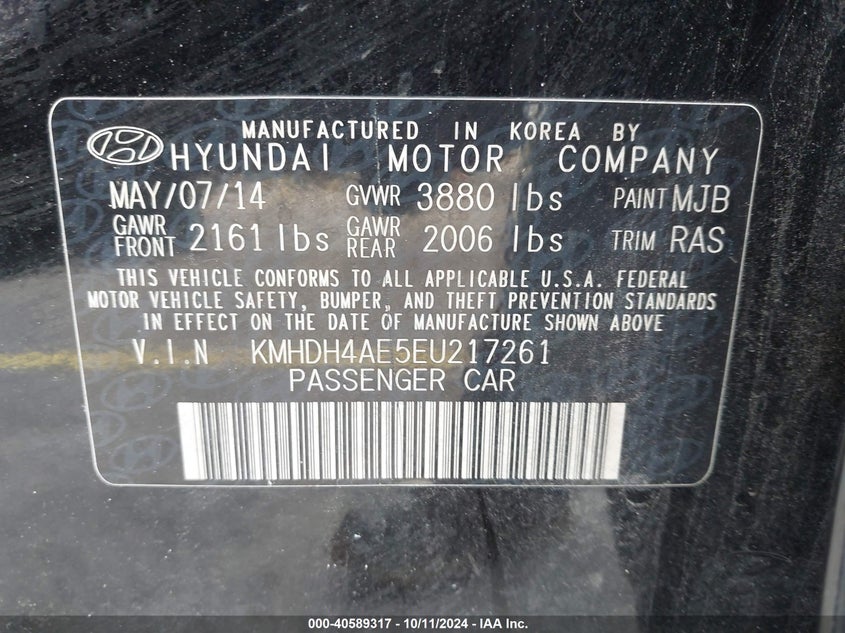 MANUFACTURED IN KOREA BY
HYUNDAI MOTOR COMPANY
MAY/07/14 GVWR 3880 lbs PAINT MJB
GAWR FRONT 2161 lbs GAWR REAR 2006 lbs TRIM RAS
THIS VEHICLE CONFORMS TO ALL APPLICABLE U.S.A. FEDERAL
MOTOR VEHICLE SAFETY, BUMPER, AND THEFT PREVENTION STANDARDS
IN EFFECT ON THE DATE OF MANUFACTURE SHOWN ABOVE
V.I.N KMHDH4AE5EU217261
PASSENGER CAR
000-40589317 - 10/11/2024 - IAA Inc.